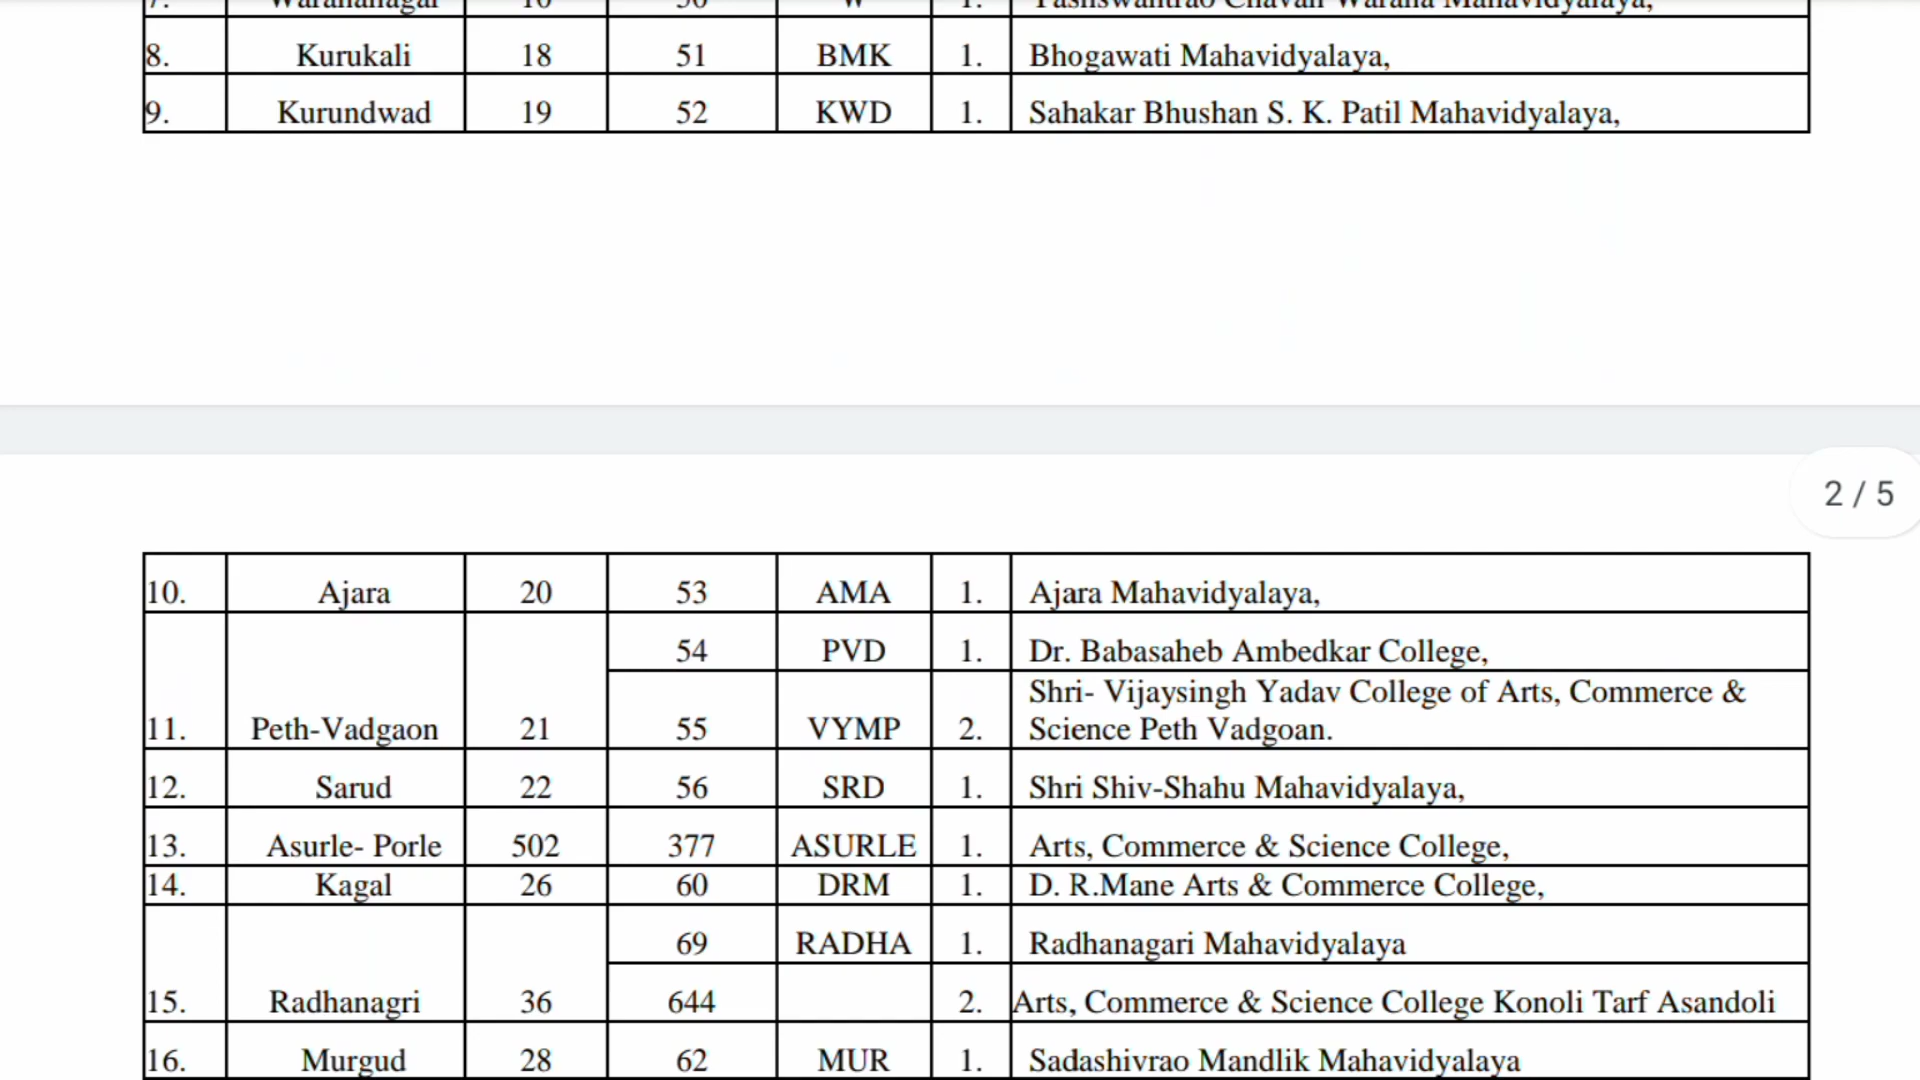 8. Kurukali 18 51 BMK 1. Bhogawati Mahavidyalaya,
9. Kurundwad 19 52 KWD 1. Sahakar Bhushan S. K. Patil Mahavidyalaya,
2 / 5
10. Ajara 20 53 AMA 1. Ajara Mahavidyalaya,
54 PVD 1. Dr. Babasaheb Ambedkar College,
Shri- Vijaysingh Yadav College of Arts, Commerce &
11. Peth-Vadgaon 21 55 VYMP 2. Science Peth Vadgoan.
12. Sarud 22 56 SRD 1. Shri Shiv-Shahu Mahavidyalaya,
13. Asurle- Porle 502 377 ASURLE 1. Arts, Commerce & Science College,
14. Kagal 26 60 DRM 1. D. R.Mane Arts & Commerce College,
69 RADHA 1. Radhanagari Mahavidyalaya
15. Radhanagri 36 644 2. Arts, Commerce & Science College Konoli Tarf Asandoli
16. Murgud 28 62 MUR 1. Sadashivrao Mandlik Mahavidyalaya